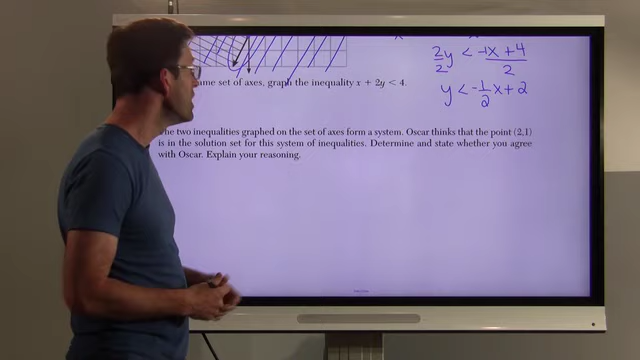 2y < -1x + 4
2 2
y < -1/2 x + 2
ame set of axes, graph the inequality x + 2y < 4.
The two inequalities graphed on the set of axes form a system. Oscar thinks that the point (2,1)
is in the solution set for this system of inequalities. Determine and state whether you agree
with Oscar. Explain your reasoning.